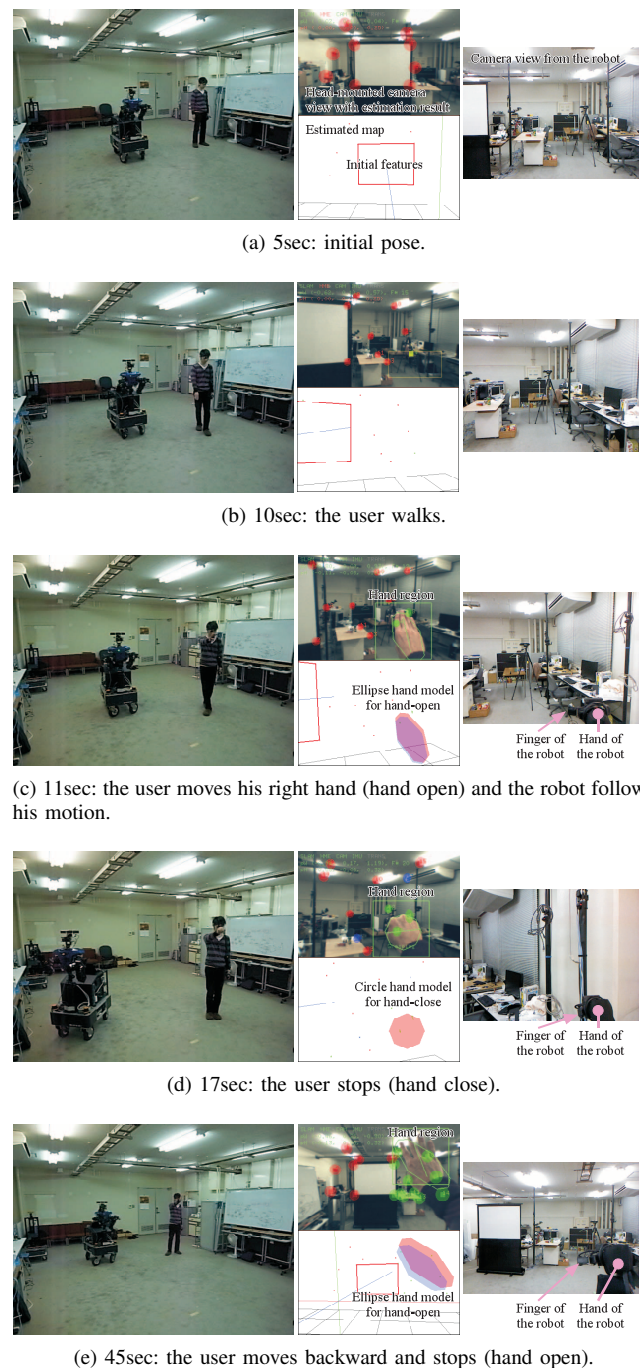 Head-mounted camera
view with estimation result
Camera view from the robot
Estimated map
Initial features
(a) 5sec: initial pose.
(b) 10sec: the user walks.
Hand region
Ellipse hand model
for hand-open
Finger of
the robot
Hand of
the robot
(c) 11sec: the user moves his right hand (hand open) and the robot follow
his motion.
Hand region
Circle hand model
for hand-close
Finger of
the robot
Hand of
the robot
(d) 17sec: the user stops (hand close).
Hand region
Ellipse hand model
for hand-open
Finger of
the robot
Hand of
the robot
(e) 45sec: the user moves backward and stops (hand open).